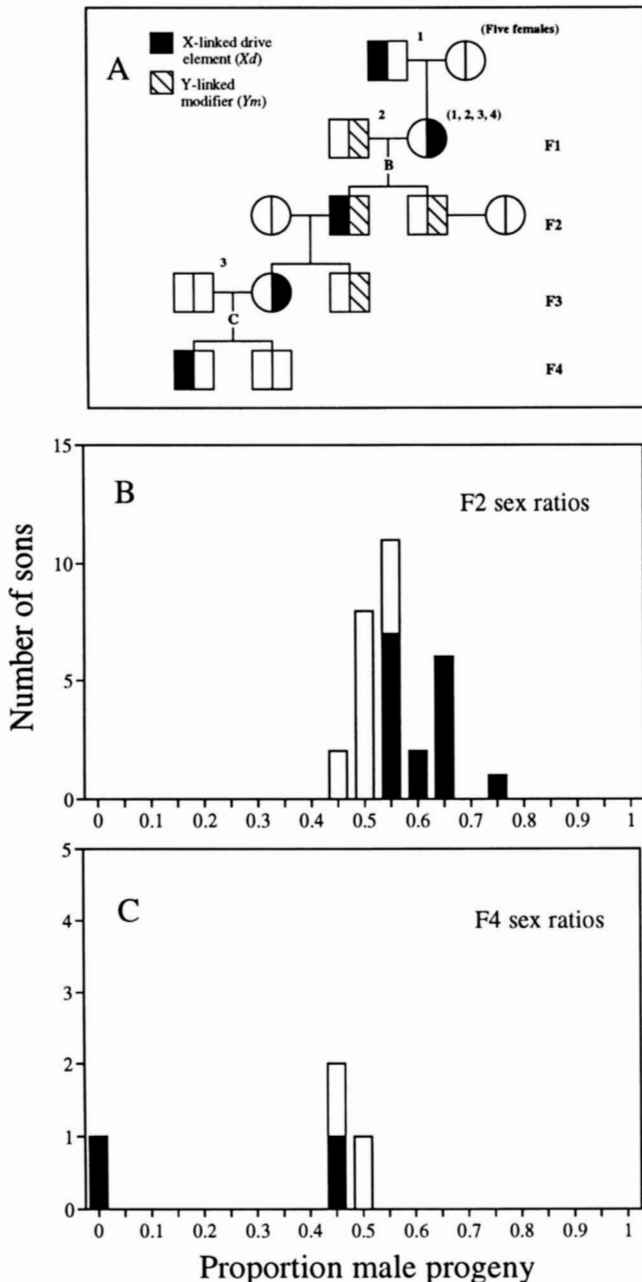 A
X-linked drive
element (Xd)
Y-linked
modifier (Ym)
1
(Five females)
2
(1, 2, 3, 4)
F1
B
F2
3
F3
C
F4
B
F2 sex ratios
15
10
5
0
0 0.1 0.2 0.3 0.4 0.5 0.6 0.7 0.8 0.9 1
Number of sons
C
F4 sex ratios
5
4
3
2
1
0
0 0.1 0.2 0.3 0.4 0.5 0.6 0.7 0.8 0.9 1
Proportion male progeny